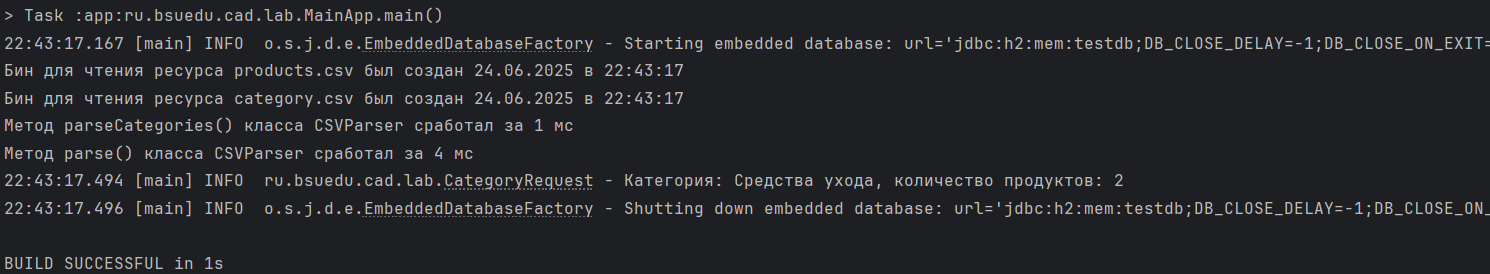 > Task :app:ru.bsuedu.cad.lab.MainApp.main()
22:43:17.167 [main] INFO  o.s.j.d.e.EmbeddedDatabaseFactory - Starting embedded database: url='jdbc:h2:mem:testdb;DB_CLOSE_DELAY=-1;DB_CLOSE_ON_EXIT=
Бин для чтения ресурса products.csv был создан 24.06.2025 в 22:43:17
Бин для чтения ресурса category.csv был создан 24.06.2025 в 22:43:17
Метод parseCategories() класса CSVParser сработал за 1 мс
Метод parse() класса CSVParser сработал за 4 мс
22:43:17.494 [main] INFO  ru.bsuedu.cad.lab.CategoryRequest - Категория: Средства ухода, количество продуктов: 2
22:43:17.496 [main] INFO  o.s.j.d.e.EmbeddedDatabaseFactory - Shutting down embedded database: url='jdbc:h2:mem:testdb;DB_CLOSE_DELAY=-1;DB_CLOSE_ON_
BUILD SUCCESSFUL in 1s